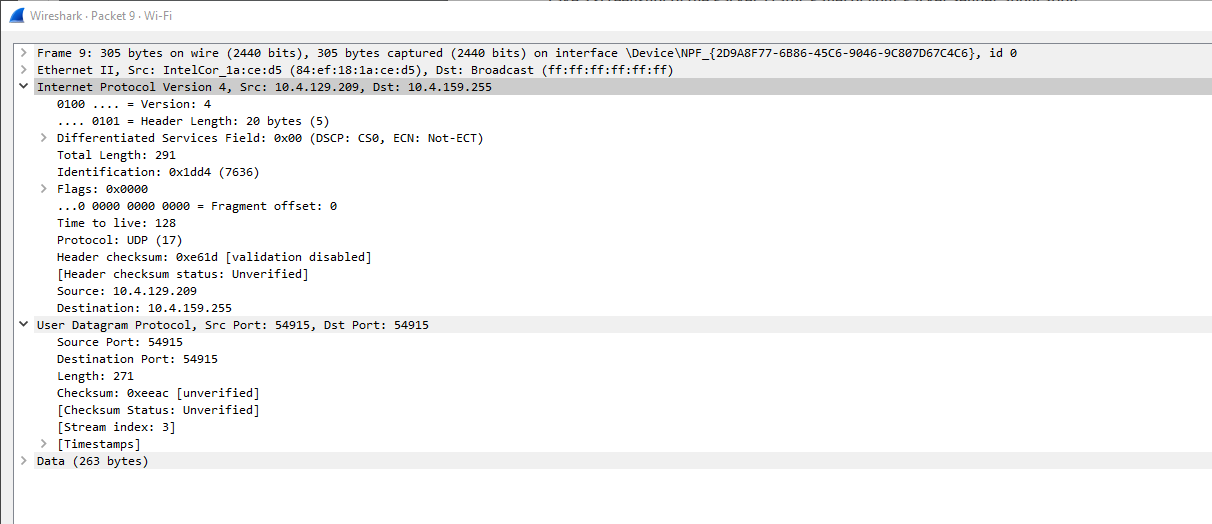 Wireshark · Packet 9 · Wi-Fi
Frame 9: 305 bytes on wire (2440 bits), 305 bytes captured (2440 bits) on interface \Device\NPF_{2D9A8F77-6B86-45C6-9046-9C807D67C4C6}, id 0
Ethernet II, Src: IntelCor_1a:ce:d5 (84:ef:18:1a:ce:d5), Dst: Broadcast (ff:ff:ff:ff:ff:ff)
Internet Protocol Version 4, Src: 10.4.129.209, Dst: 10.4.159.255
0100 .... = Version: 4
.... 0101 = Header Length: 20 bytes (5)
Differentiated Services Field: 0x00 (DSCP: CS0, ECN: Not-ECT)
Total Length: 291
Identification: 0x1dd4 (7636)
Flags: 0x0000
...0 0000 0000 0000 = Fragment offset: 0
Time to live: 128
Protocol: UDP (17)
Header checksum: 0xe61d [validation disabled]
[Header checksum status: Unverified]
Source: 10.4.129.209
Destination: 10.4.159.255
User Datagram Protocol, Src Port: 54915, Dst Port: 54915
Source Port: 54915
Destination Port: 54915
Length: 271
Checksum: 0xeeac [unverified]
[Checksum Status: Unverified]
[Stream index: 3]
[Timestamps]
Data (263 bytes)